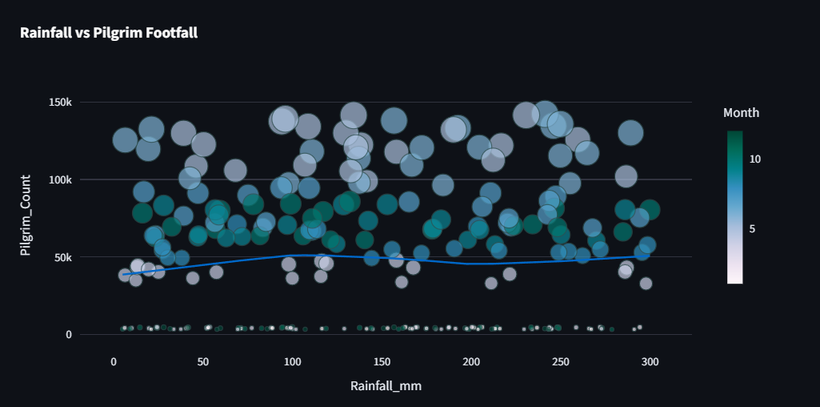 Rainfall vs Pilgrim Footfall
Month
150k
10
100k
Pilgrim_Count
5
50k
0
0 50 100 150 200 250 300
Rainfall_mm